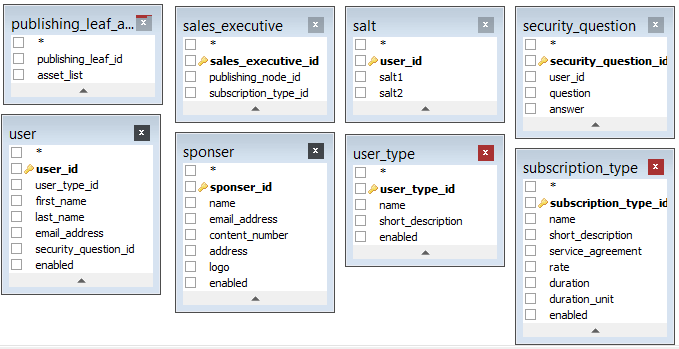 publishing_leaf_a...
x
*
publishing_leaf_id
asset_list
sales_executive
x
*
sales_executive_id
publishing_node_id
subscription_type_id
salt
x
*
user_id
salt1
salt2
security_question
x
*
security_question_id
user_id
question
answer
user
x
*
user_id
user_type_id
first_name
last_name
email_address
security_question_id
enabled
sponser
x
*
sponser_id
name
email_address
content_number
address
logo
enabled
user_type
x
*
user_type_id
name
short_description
enabled
subscription_type
x
*
subscription_type_id
name
short_description
service_agreement
rate
duration
duration_unit
enabled